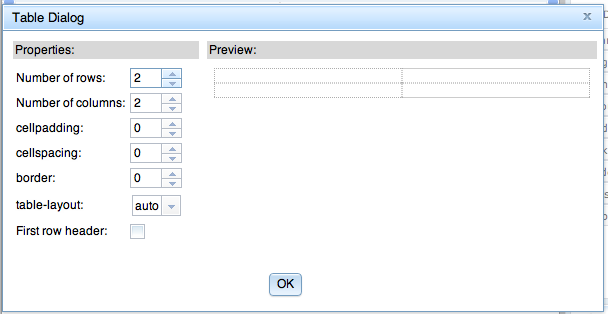 Table Dialog x
Properties: Preview:
Number of rows: 2
Number of columns: 2
cellpadding: 0
cellspacing: 0
border: 0
table-layout: auto
First row header:
OK